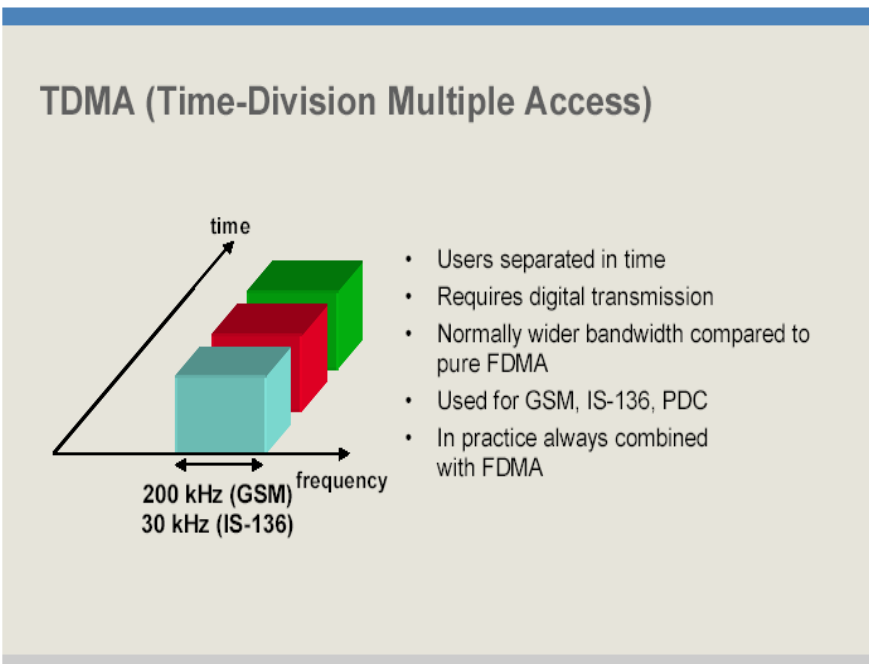 TDMA (Time-Division Multiple Access)
time
frequency
200 kHz (GSM)
30 kHz (IS-136)
• Users separated in time
• Requires digital transmission
• Normally wider bandwidth compared to
pure FDMA
• Used for GSM, IS-136, PDC
• In practice always combined
with FDMA